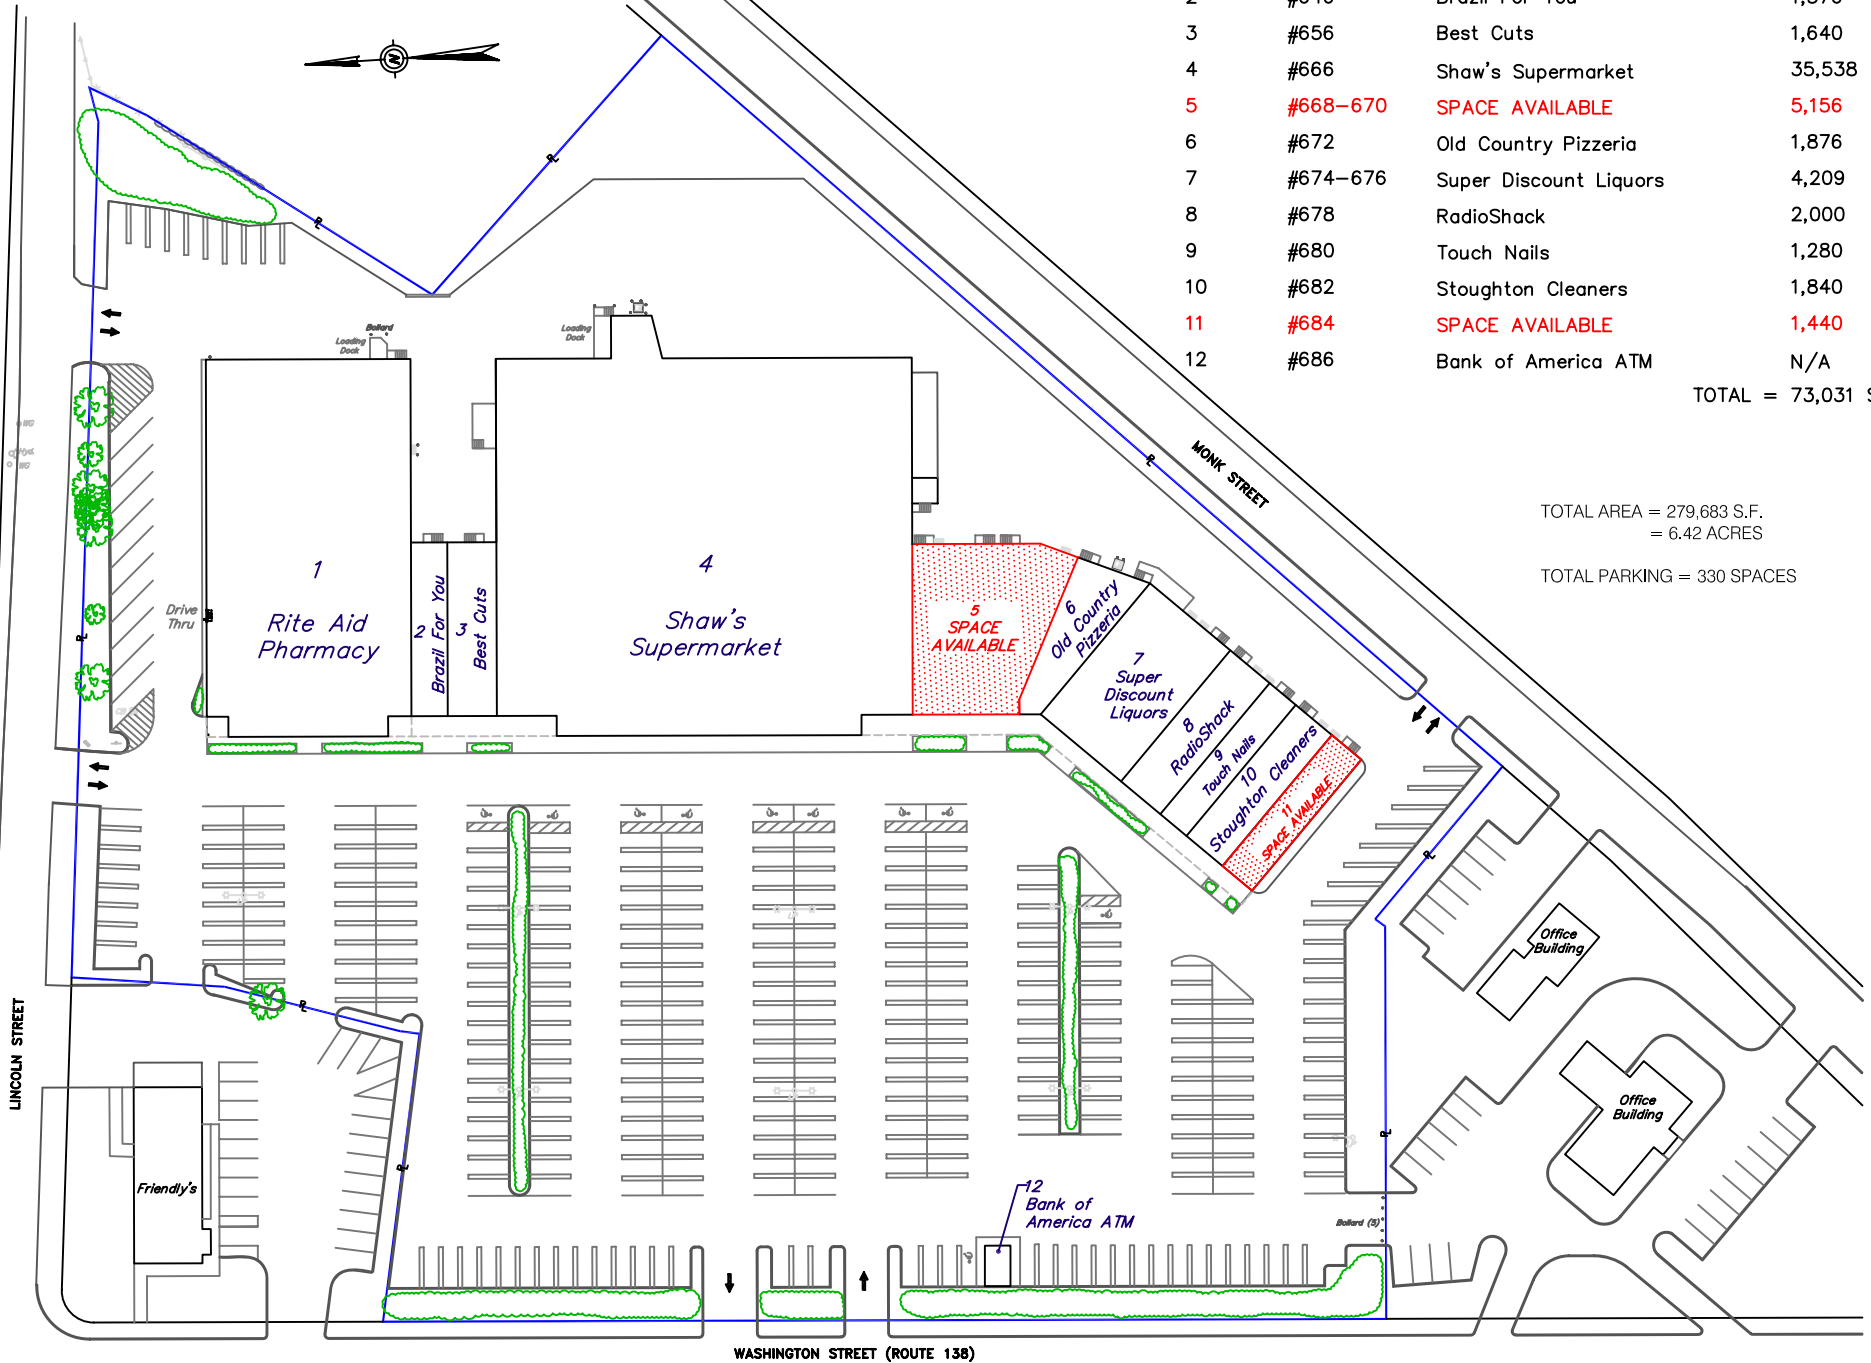 3 #656 Best Cuts 1,640
4 #666 Shaw's Supermarket 35,538
5 #668-670 SPACE AVAILABLE 5,156
6 #672 Old Country Pizzeria 1,876
7 #674-676 Super Discount Liquors 4,209
8 #678 RadioShack 2,000
9 #680 Touch Nails 1,280
10 #682 Stoughton Cleaners 1,840
11 #684 SPACE AVAILABLE 1,440
12 #686 Bank of America ATM N/A
TOTAL = 73,031
TOTAL AREA = 279,683 S.F.
= 6.42 ACRES
TOTAL PARKING = 330 SPACES
N
MONK STREET
Bollard
Loading
Dock
Loading
Dock
Drive
Thru
1
Rite Aid
Pharmacy
2
Brazil For You
3
Best Cuts
4
Shaw's
Supermarket
5
SPACE
AVAILABLE
6
Old Country
Pizzeria
7
Super
Discount
Liquors
8
RadioShack
9
Touch Nails
10
Stoughton Cleaners
11
SPACE AVAILABLE
Office
Building
Office
Building
Friendly's
12
Bank of
America ATM
Bollard (5)
LINCOLN STREET
WASHINGTON STREET (ROUTE 138)